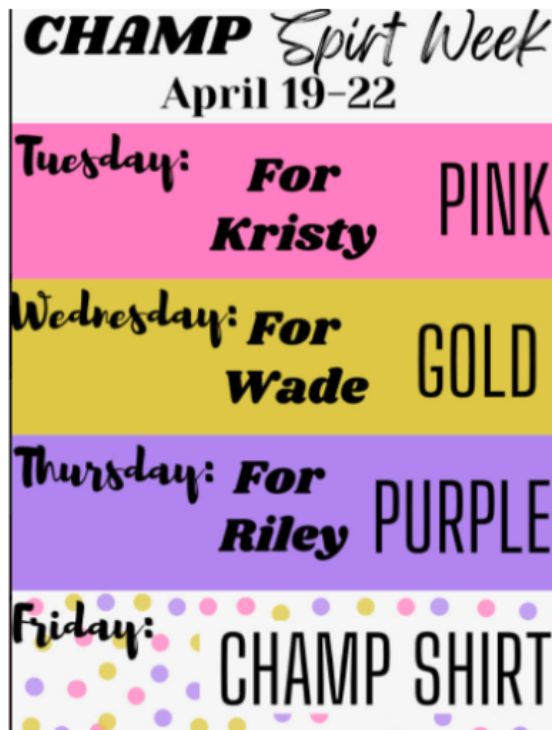 CHAMP Spirt Week
April 19-22
Tuesday: For Kristy PINK
Wednesday: For Wade GOLD
Thursday: For Riley PURPLE
Friday: CHAMP SHIRT